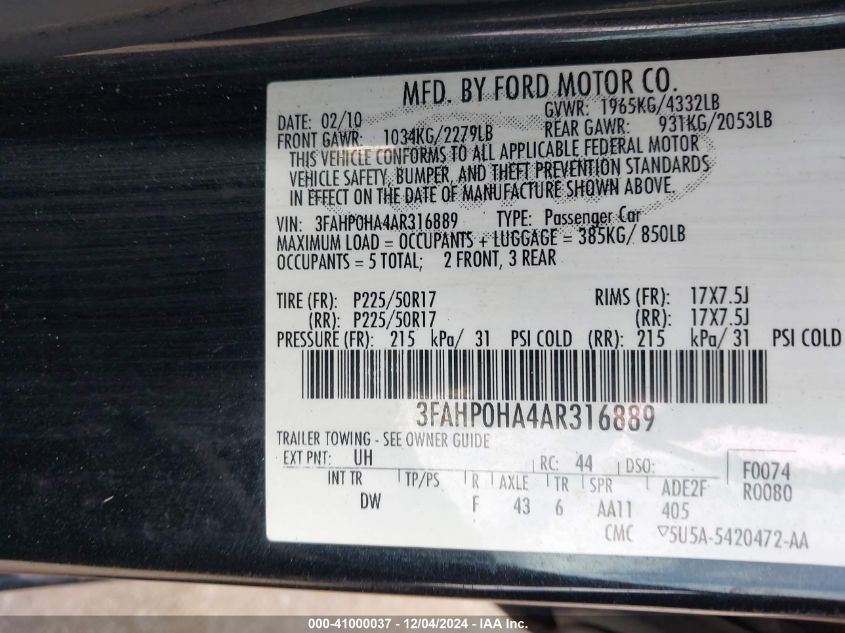 MFD. BY FORD MOTOR CO.
DATE: 02/10 GVWR: 1965KG/4332LB
FRONT GAWR: 1034KG/2279LB REAR GAWR: 931KG/2053LB
THIS VEHICLE CONFORMS TO ALL APPLICABLE FEDERAL MOTOR
VEHICLE SAFETY, BUMPER, AND THEFT PREVENTION STANDARDS
IN EFFECT ON THE DATE OF MANUFACTURE SHOWN ABOVE.
VIN: 3FAHP0HA4AR316889 TYPE: Passenger Car
MAXIMUM LOAD = OCCUPANTS + LUGGAGE = 385KG/ 850LB
OCCUPANTS = 5 TOTAL; 2 FRONT, 3 REAR
TIRE (FR): P225/50R17 RIMS (FR): 17X7.5J
(RR): P225/50R17 (RR): 17X7.5J
PRESSURE (FR): 215 kPa/ 31 PSI COLD (RR): 215 kPa/ 31 PSI COLD
3FAHP0HA4AR316889
TRAILER TOWING - SEE OWNER GUIDE
EXT PNT: UH RC: 44 DSO: F0074
INT TR TP/PS R AXLE TR SPR ADE2F R0080
DW F 43 6 AA11 405
CMC ▽5U5A-5420472-AA
000-41000037 - 12/04/2024 - IAA Inc.